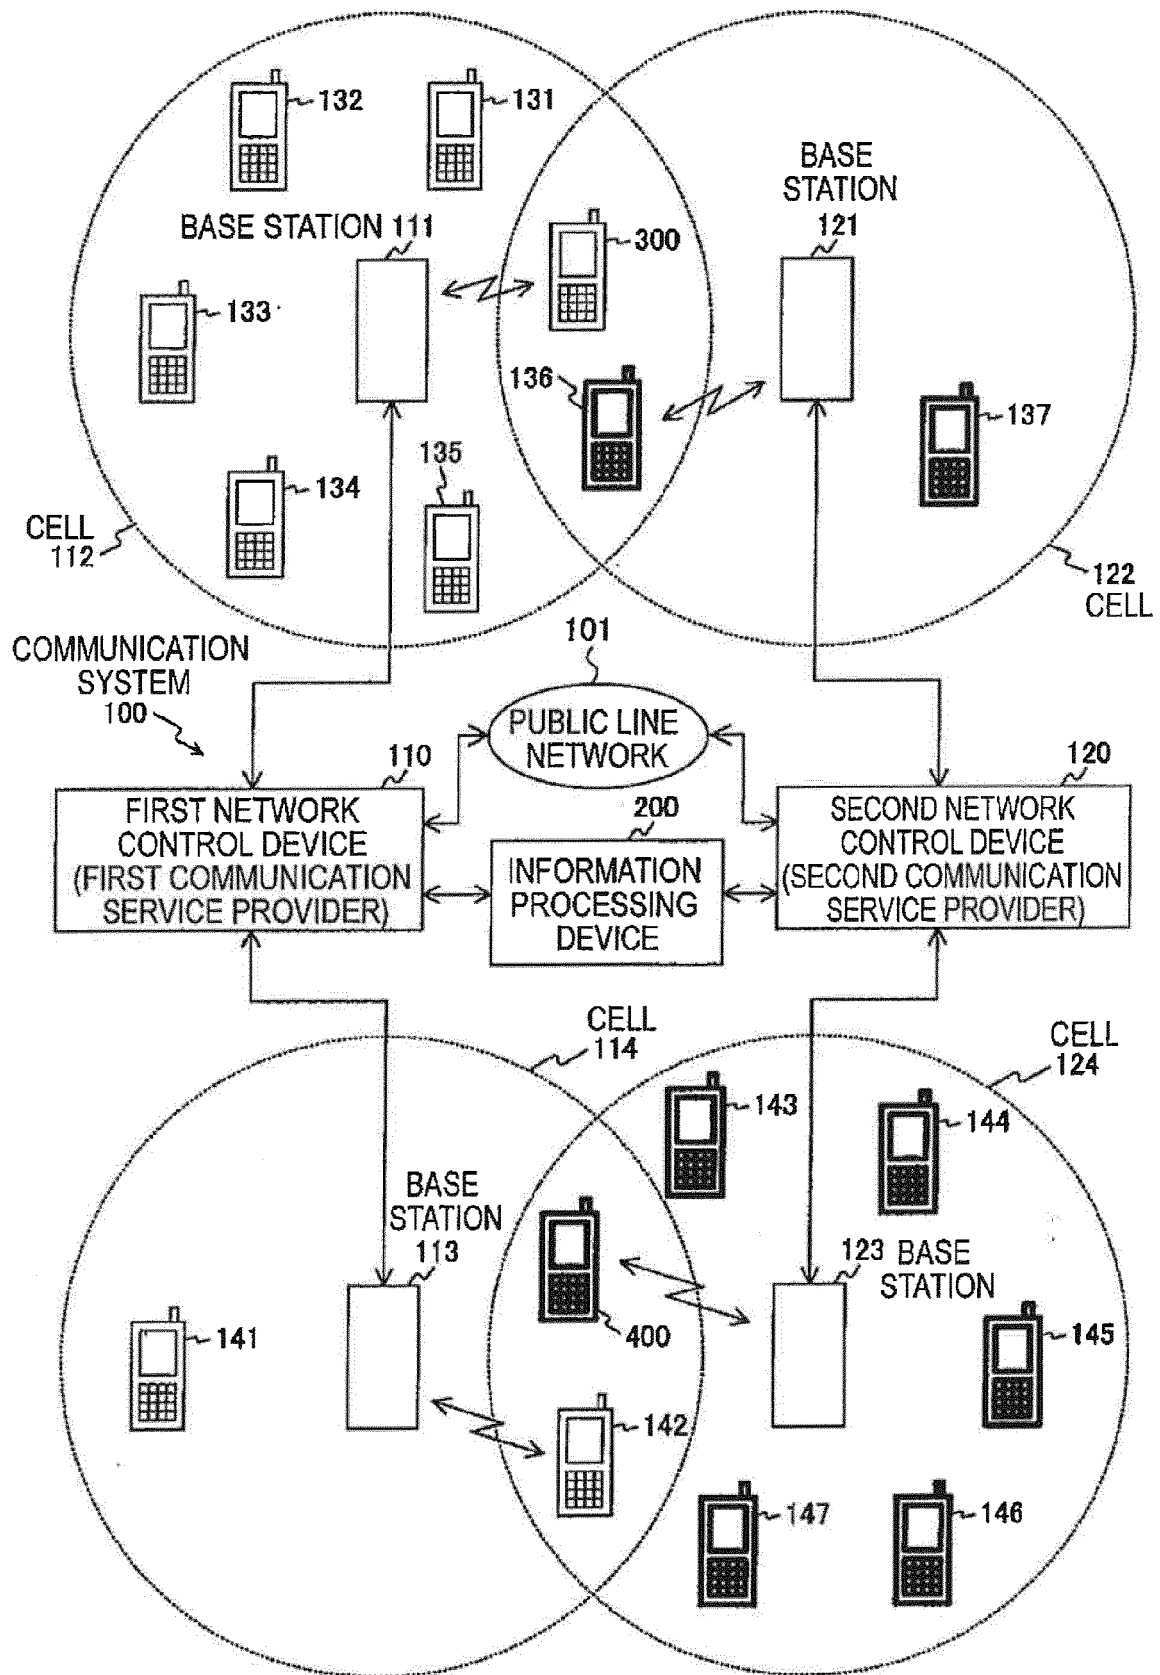 132
131
BASE STATION 111
300
BASE
STATION
121
133
136
137
134
135
CELL
112
122
CELL
COMMUNICATION
SYSTEM
100
101
PUBLIC LINE
NETWORK
110
FIRST NETWORK
CONTROL DEVICE
(FIRST COMMUNICATION
SERVICE PROVIDER)
200
INFORMATION
PROCESSING
DEVICE
120
SECOND NETWORK
CONTROL DEVICE
(SECOND COMMUNICATION
SERVICE PROVIDER)
CELL
114
CELL
124
143
144
BASE
STATION
113
123
BASE
STATION
400
141
145
142
147
146